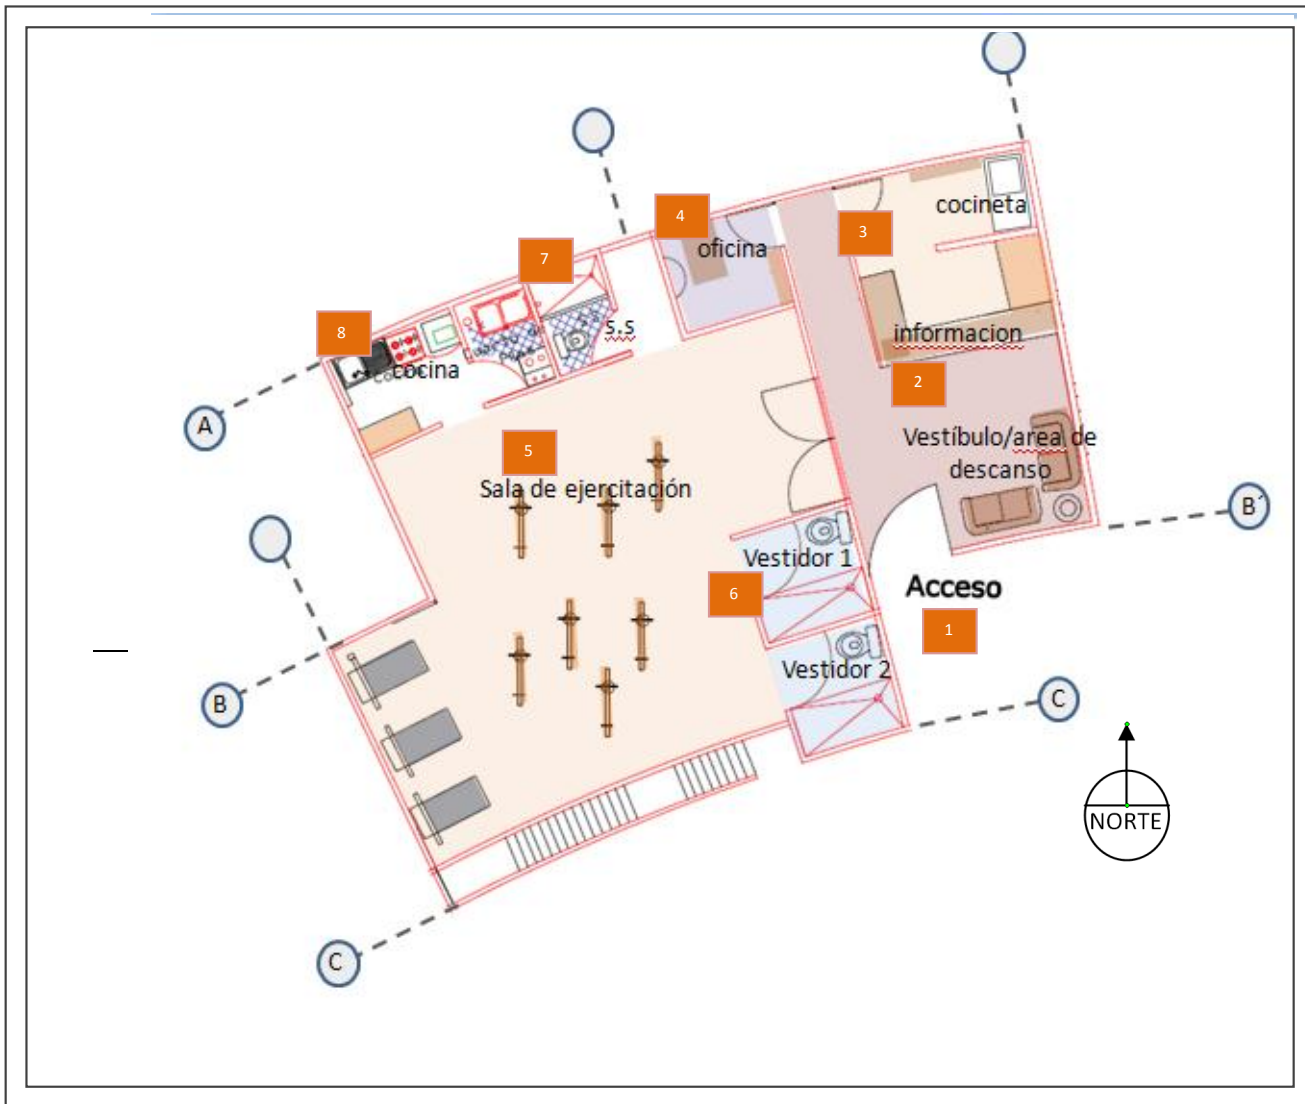 cocineta
4
3
oficina
7
s.s
informacion
8
cocina
2
A
Vestíbulo/area de
descanso
5
Sala de ejercitación
B´
Vestidor 1
Acceso
6
1
Vestidor 2
B
C
NORTE
C